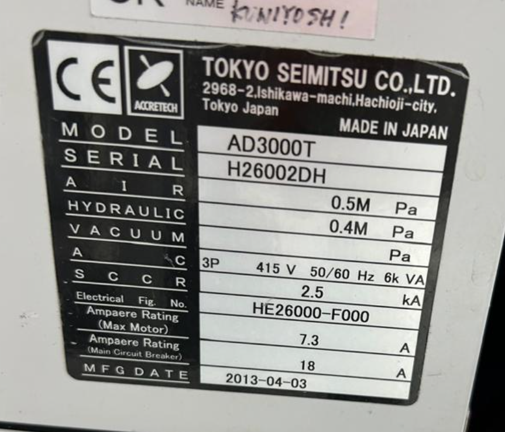 NAME KUNIYOSHI
CE ACCRETECH
TOKYO SEIMITSU CO.,LTD.
2968-2,Ishikawa-machi,Hachioji-city,
Tokyo Japan
MADE IN JAPAN
MODEL AD3000T
SERIAL H26002DH
AIR 0.5M Pa
HYDRAULIC 0.4M Pa
VACUUM Pa
AC 3P 415 V 50/60 Hz 6k VA
SCCR 2.5 kA
Electrical Fig. No. HE26000-F000
Ampaere Rating
(Max Motor) 7.3 A
Ampaere Rating
(Main Circuit Breaker) 18 A
MFG DATE 2013-04-03